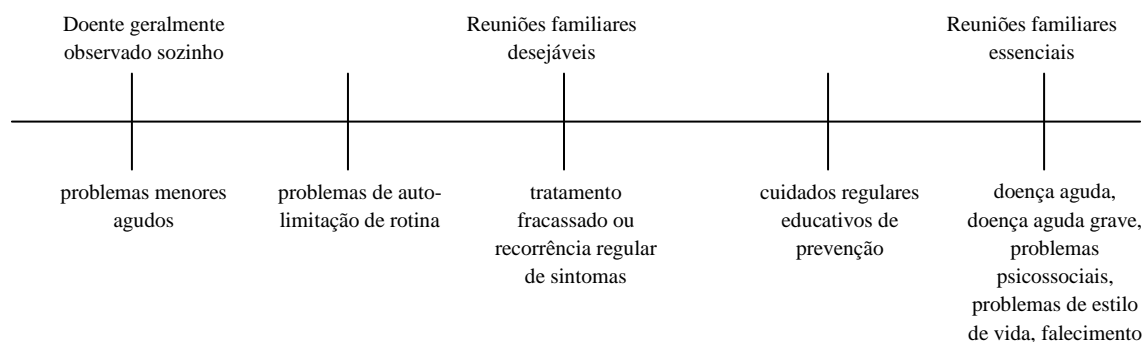 Doente geralmente
observado sozinho
Reuniões familiares
desejáveis
Reuniões familiares
essenciais
problemas menores
agudos
problemas de auto-
limitação de rotina
tratamento
fracassado ou
recorrência regular
de sintomas
cuidados regulares
educativos de
prevenção
doença aguda,
doença aguda grave,
problemas
psicossociais,
problemas de estilo
de vida, falecimento